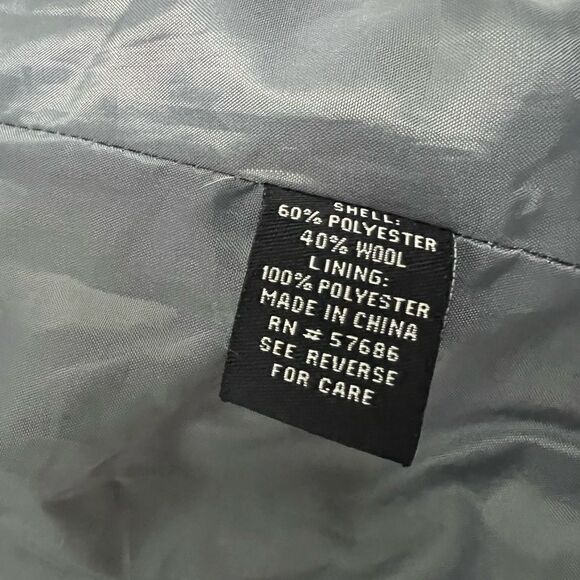 SHELL:
60% POLYESTER
40% WOOL
LINING:
100% POLYESTER
MADE IN CHINA
RN # 57686
SEE REVERSE
FOR CARE